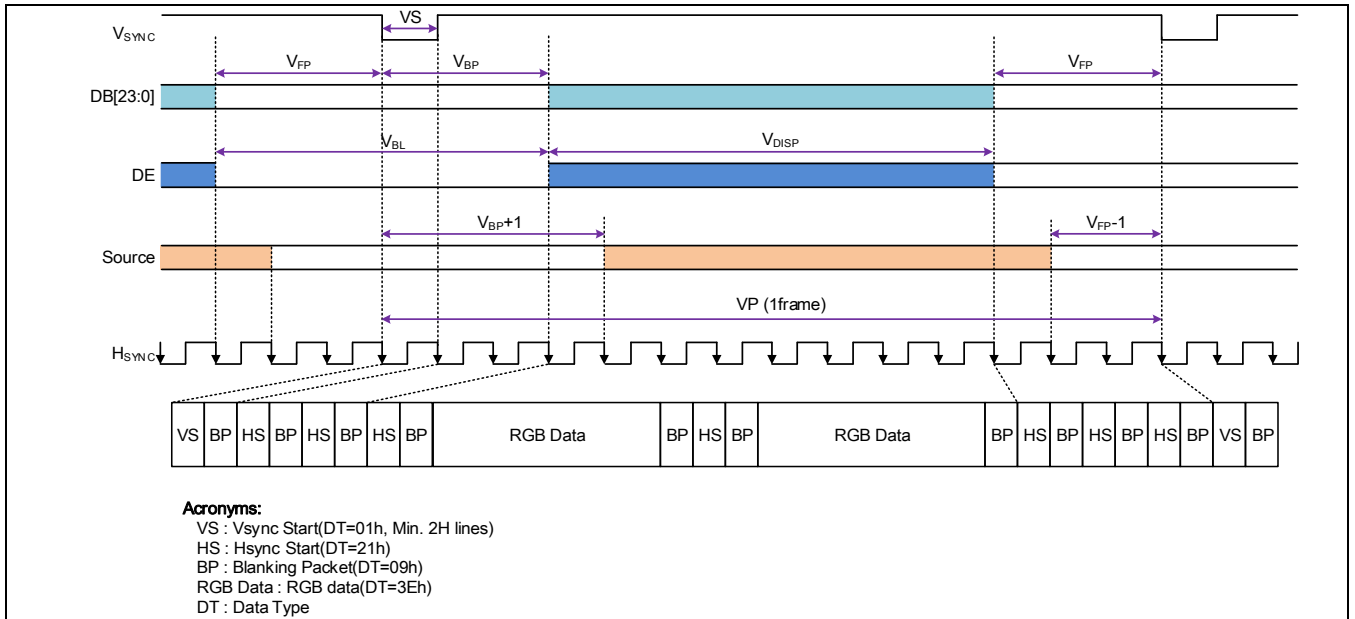 VS
VSYNC
VFP VBP VFP
DB[23:0]
VBL VDISP
DE
VBP+1 VFP-1
Source
VP (1frame)
HSYNC
VS BP HS BP HS BP HS BP RGB Data BP HS BP RGB Data BP HS BP HS BP HS BP VS BP
Acronyms:
VS : Vsync Start(DT=01h, Min. 2H lines)
HS : Hsync Start(DT=21h)
BP : Blanking Packet(DT=09h)
RGB Data : RGB data(DT=3Eh)
DT : Data Type